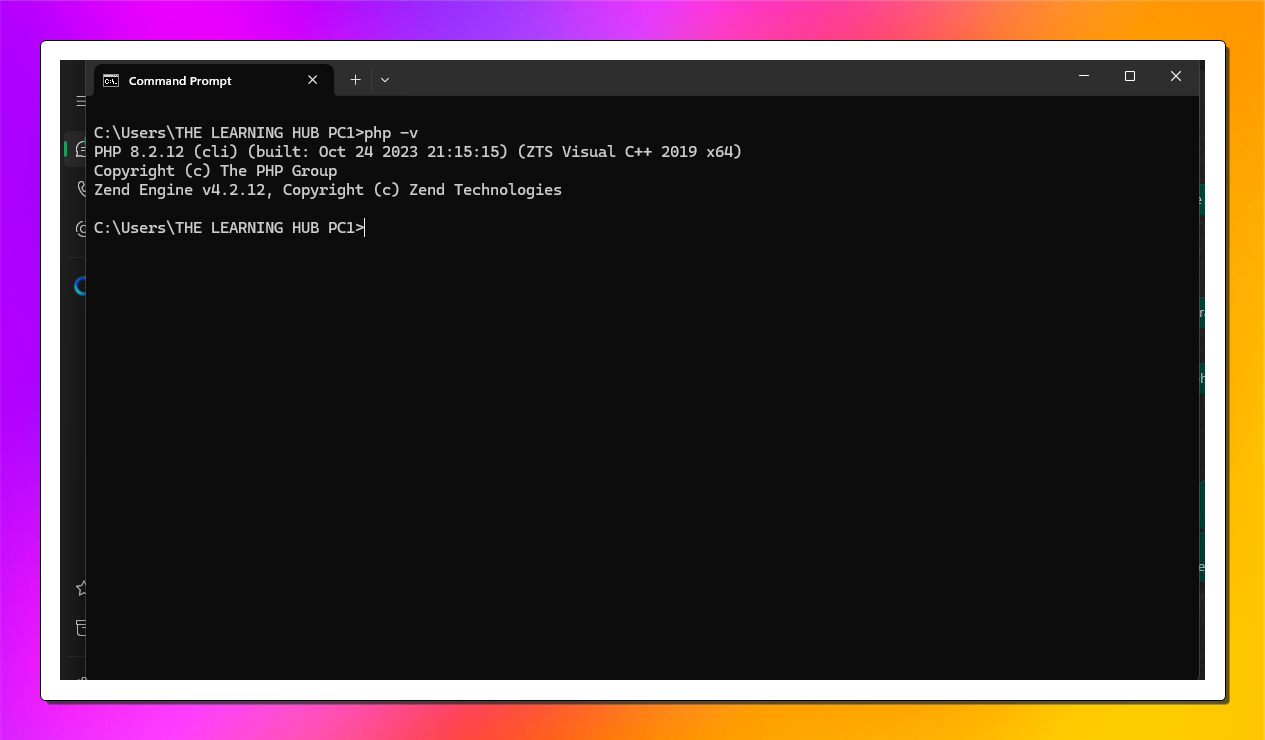 Command Prompt
C:\Users\THE LEARNING HUB PC1>php -v
PHP 8.2.12 (cli) (built: Oct 24 2023 21:15:15) (ZTS Visual C++ 2019 x64)
Copyright (c) The PHP Group
Zend Engine v4.2.12, Copyright (c) Zend Technologies
C:\Users\THE LEARNING HUB PC1>